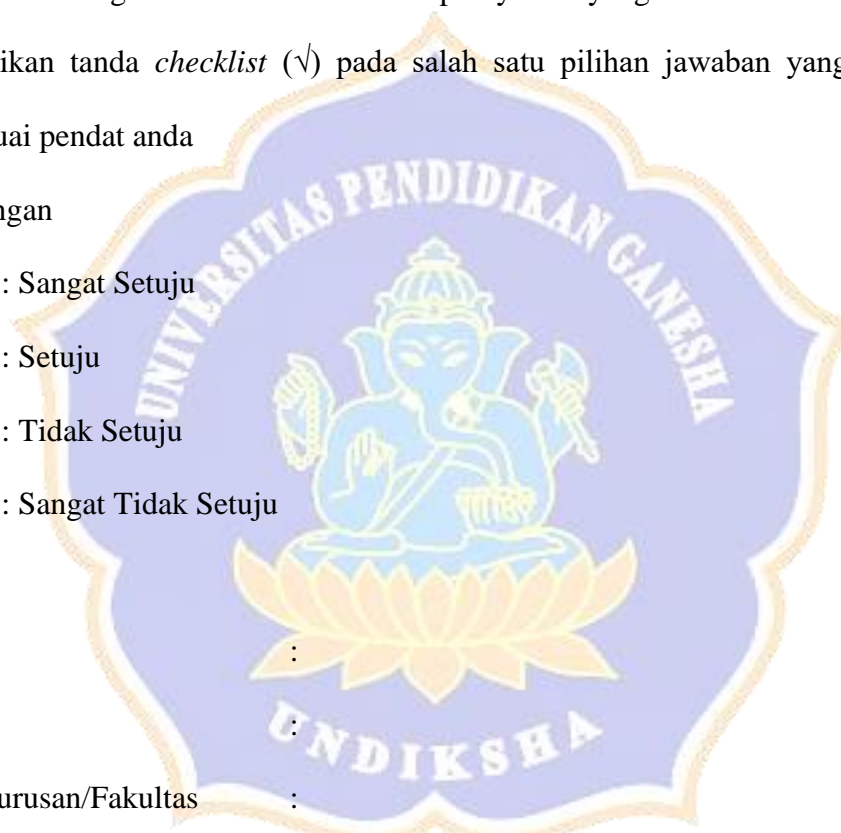 ikan tanda checklist (√) pada salah satu pilihan jawaban yang
uai pendat anda
ngan
: Sangat Setuju
: Setuju
: Tidak Setuju
: Sangat Tidak Setuju
:
:
urusan/Fakultas :
UNIVERSITAS PENDIDIKAN GANESHA
UNDIKSHA